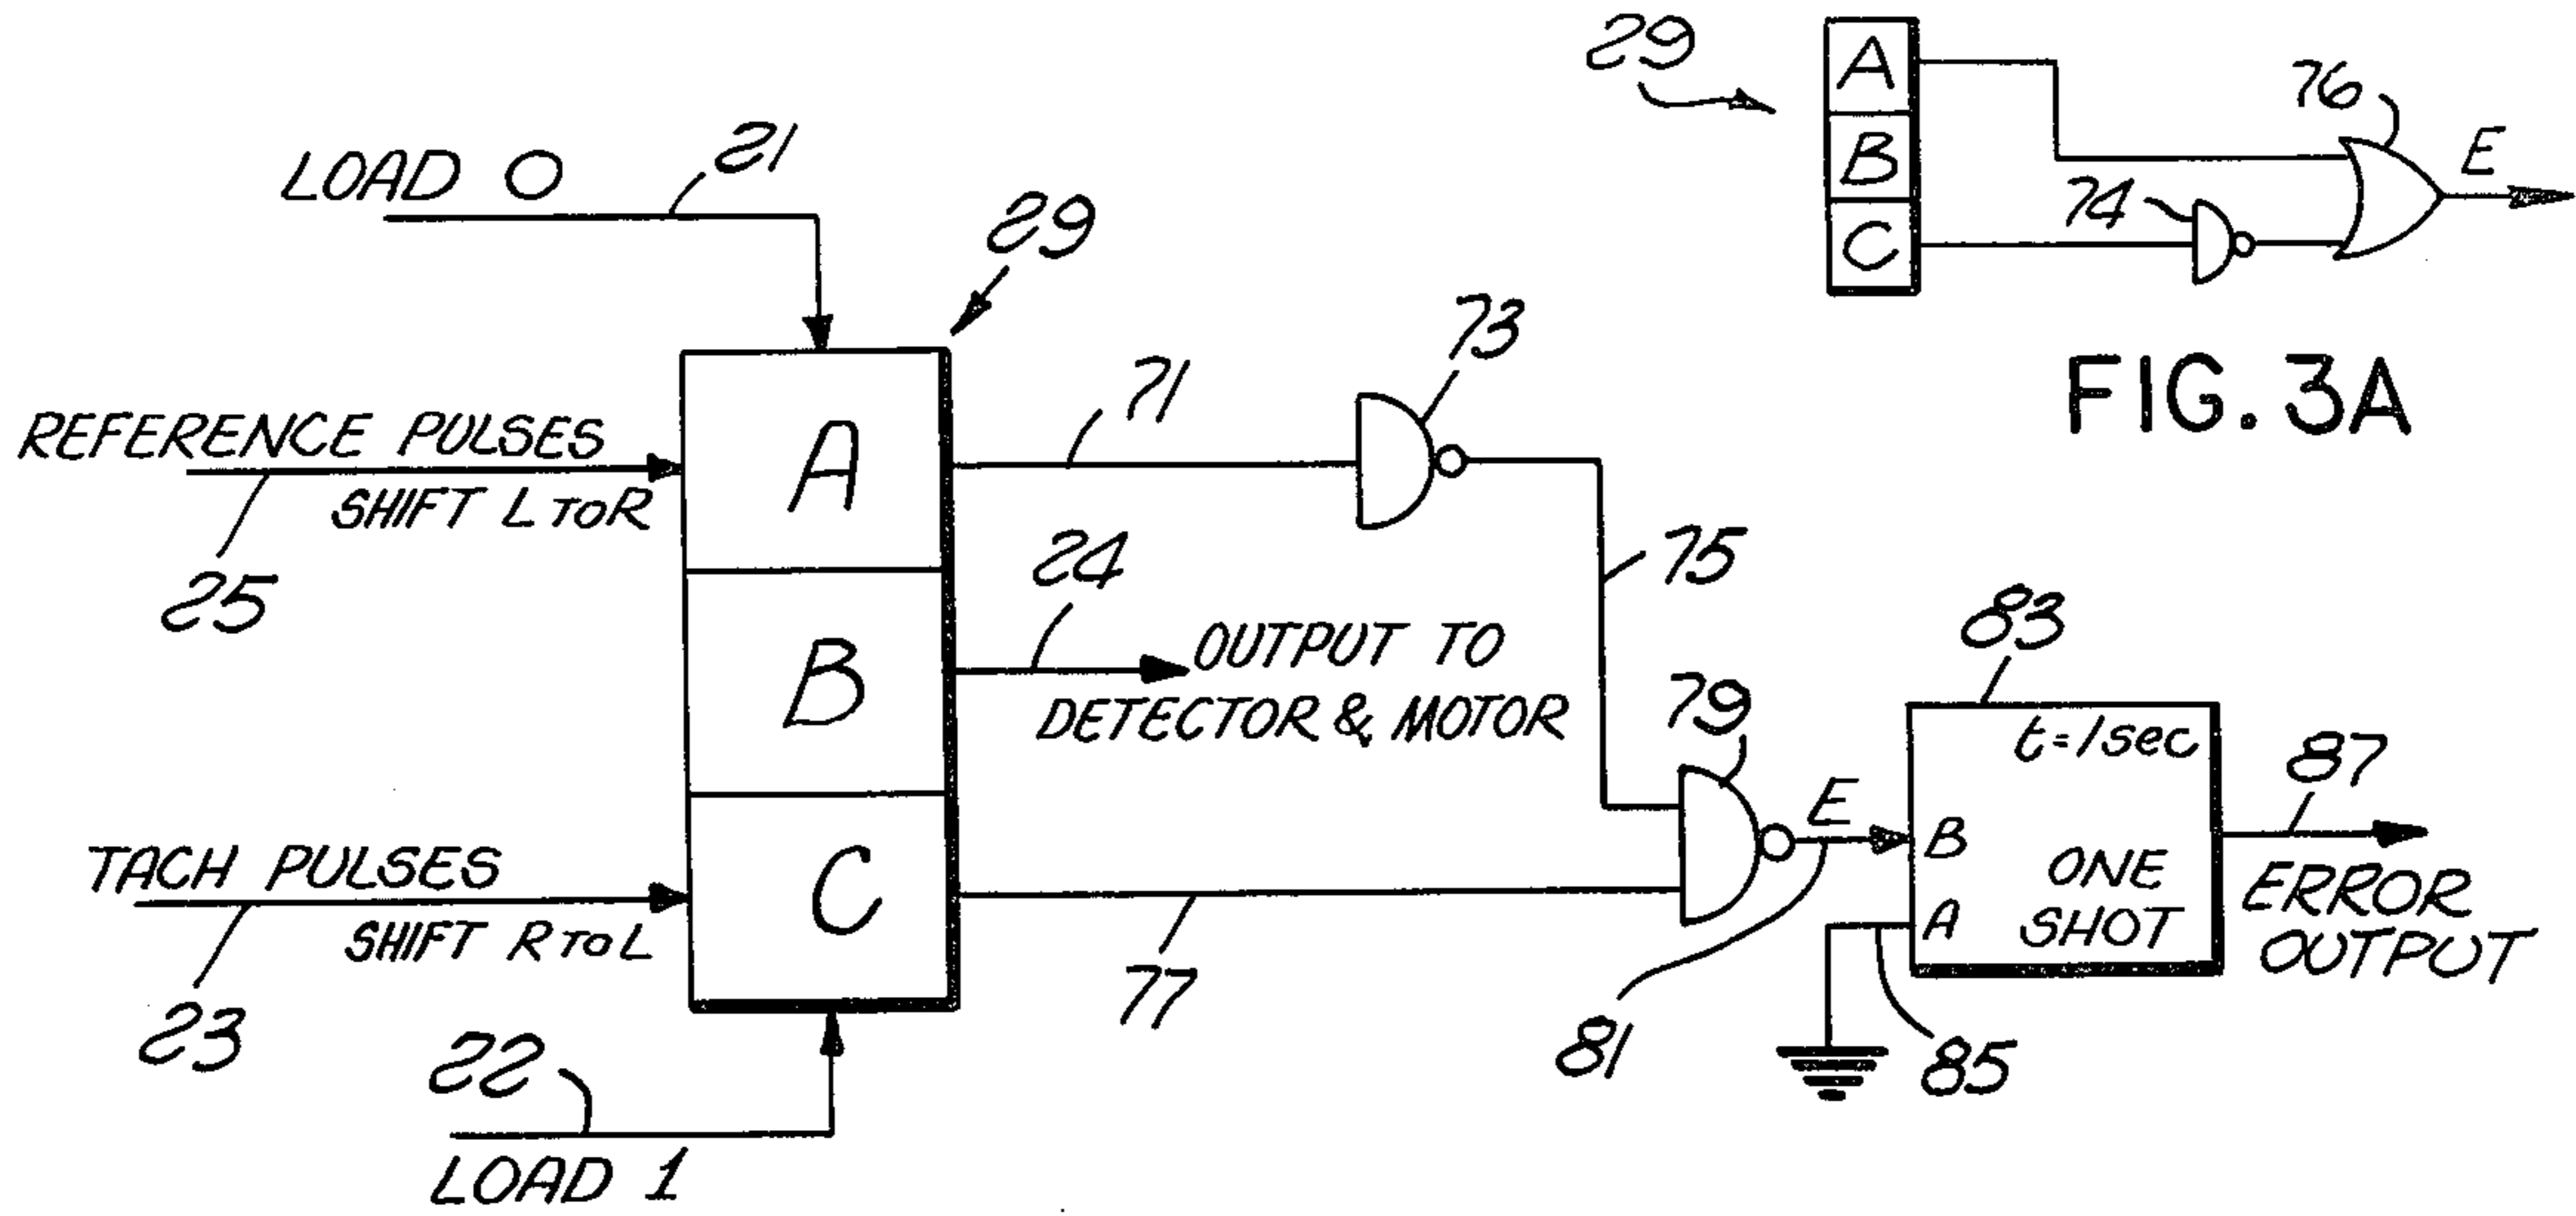 29
A
B
C
76
E
74
FIG. 3A
LOAD 0
21
29
REFERENCE PULSES
SHIFT L TO R
25
A
71
73
75
B
24
OUTPUT TO
DETECTOR & MOTOR
79
83
t=1sec
TACH PULSES
SHIFT R TO L
23
C
77
E
81
B
ONE
SHOT
A
85
87
ERROR
OUTPUT
22
LOAD 1